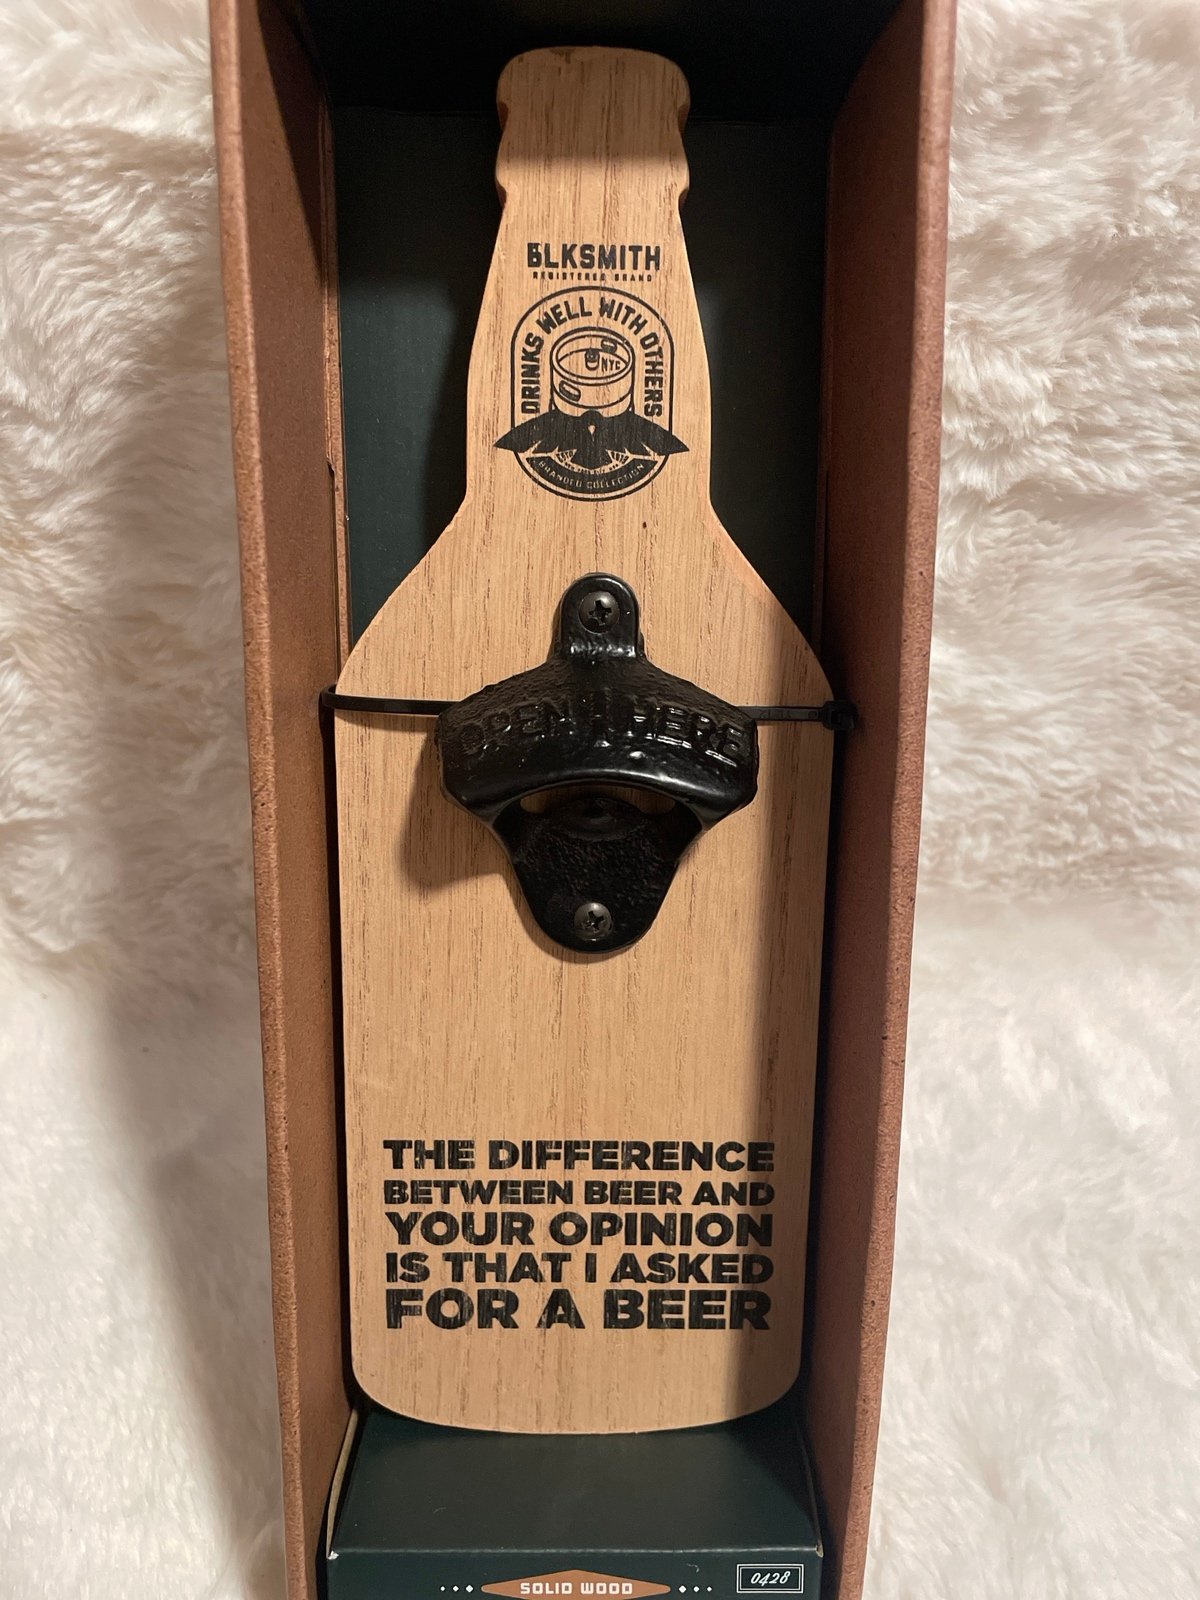 BLKSMITH
REGISTERED BRAND
DRINKS WELL WITH OTHERS
NYC
BRANDED COLLECTION
OPEN HERE
THE DIFFERENCE
BETWEEN BEER AND
YOUR OPINION
IS THAT I ASKED
FOR A BEER
SOLID WOOD
0428